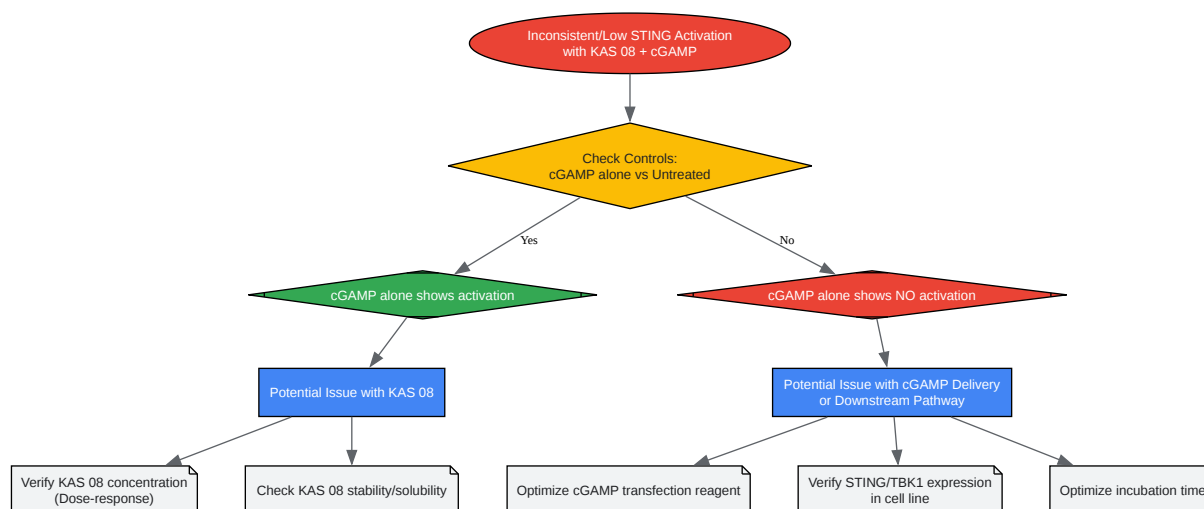 Inconsistent/Low STING Activation
with KAS 08 + cGAMP
Check Controls:
cGAMP alone vs Untreated
Yes
No
cGAMP alone shows activation
cGAMP alone shows NO activation
Potential Issue with KAS 08
Potential Issue with cGAMP Delivery
or Downstream Pathway
Verify KAS 08 concentration
(Dose-response)
Check KAS 08 stability/solubility
Optimize cGAMP transfection reagent
Verify STING/TBK1 expression
in cell line
Optimize incubation time